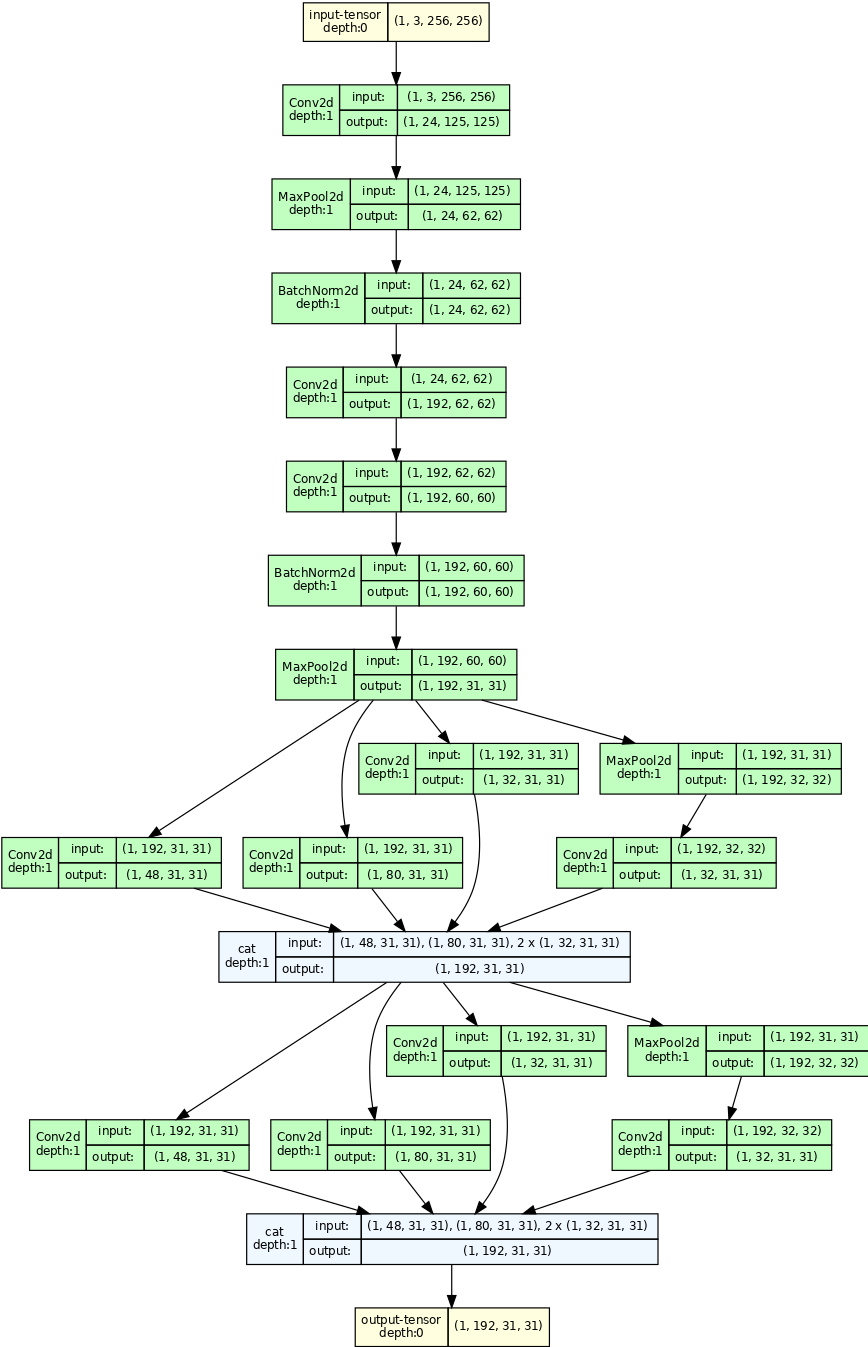 input-tensor
depth:0
(1, 3, 256, 256)
Conv2d
depth:1
input:
(1, 3, 256, 256)
output:
(1, 24, 125, 125)
MaxPool2d
depth:1
input:
(1, 24, 125, 125)
output:
(1, 24, 62, 62)
BatchNorm2d
depth:1
input:
(1, 24, 62, 62)
output:
(1, 24, 62, 62)
Conv2d
depth:1
input:
(1, 24, 62, 62)
output:
(1, 192, 62, 62)
Conv2d
depth:1
input:
(1, 192, 62, 62)
output:
(1, 192, 60, 60)
BatchNorm2d
depth:1
input:
(1, 192, 60, 60)
output:
(1, 192, 60, 60)
MaxPool2d
depth:1
input:
(1, 192, 60, 60)
output:
(1, 192, 31, 31)
Conv2d
depth:1
input:
(1, 192, 31, 31)
output:
(1, 32, 31, 31)
MaxPool2d
depth:1
input:
(1, 192, 31, 31)
output:
(1, 192, 32, 32)
Conv2d
depth:1
input:
(1, 192, 31, 31)
output:
(1, 48, 31, 31)
Conv2d
depth:1
input:
(1, 192, 31, 31)
output:
(1, 80, 31, 31)
Conv2d
depth:1
input:
(1, 192, 32, 32)
output:
(1, 32, 31, 31)
cat
depth:1
input:
(1, 48, 31, 31), (1, 80, 31, 31), 2 x (1, 32, 31, 31)
output:
(1, 192, 31, 31)
Conv2d
depth:1
input:
(1, 192, 31, 31)
output:
(1, 32, 31, 31)
MaxPool2d
depth:1
input:
(1, 192, 31, 31)
output:
(1, 192, 32, 32)
Conv2d
depth:1
input:
(1, 192, 31, 31)
output:
(1, 48, 31, 31)
Conv2d
depth:1
input:
(1, 192, 31, 31)
output:
(1, 80, 31, 31)
Conv2d
depth:1
input:
(1, 192, 32, 32)
output:
(1, 32, 31, 31)
cat
depth:1
input:
(1, 48, 31, 31), (1, 80, 31, 31), 2 x (1, 32, 31, 31)
output:
(1, 192, 31, 31)
output-tensor
depth:0
(1, 192, 31, 31)